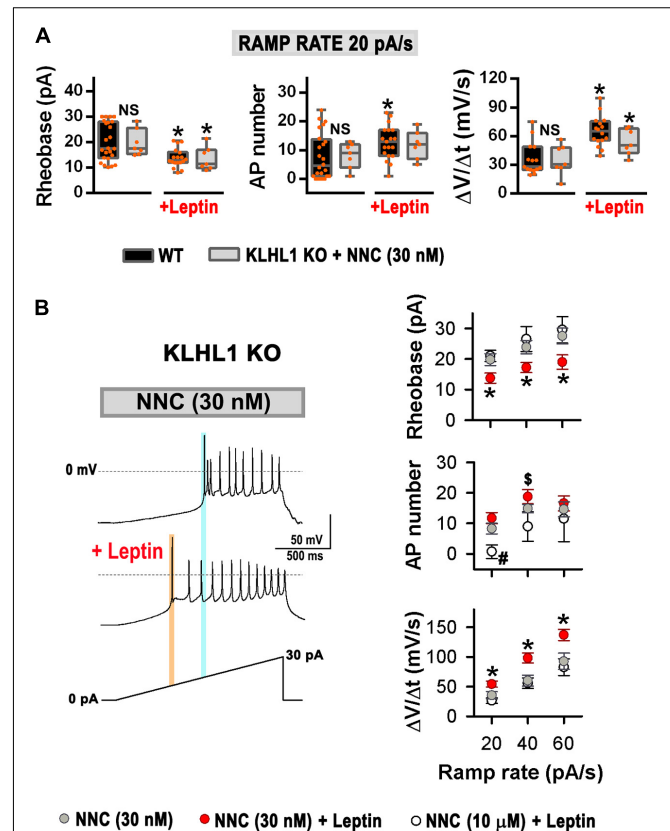 A
RAMP RATE 20 pA/s
Rheobase (pA)
40
30
20
10
0
NS
*
*
+Leptin
AP number
30
20
10
0
NS
*
+Leptin
ΔV/Δt (mV/s)
120
90
60
30
0
NS
*
*
+Leptin
WT
KLHL1 KO + NNC (30 nM)
B
KLHL1 KO
NNC (30 nM)
0 mV
50 mV
500 ms
+ Leptin
30 pA
0 pA
Rheobase (pA)
30
20
10
0
*
*
*
AP number
30
20
10
0
$
#
ΔV/Δt (mV/s)
150
100
50
0
*
*
*
20 40 60
Ramp rate (pA/s)
NNC (30 nM) NNC (30 nM) + Leptin NNC (10 μM) + Leptin